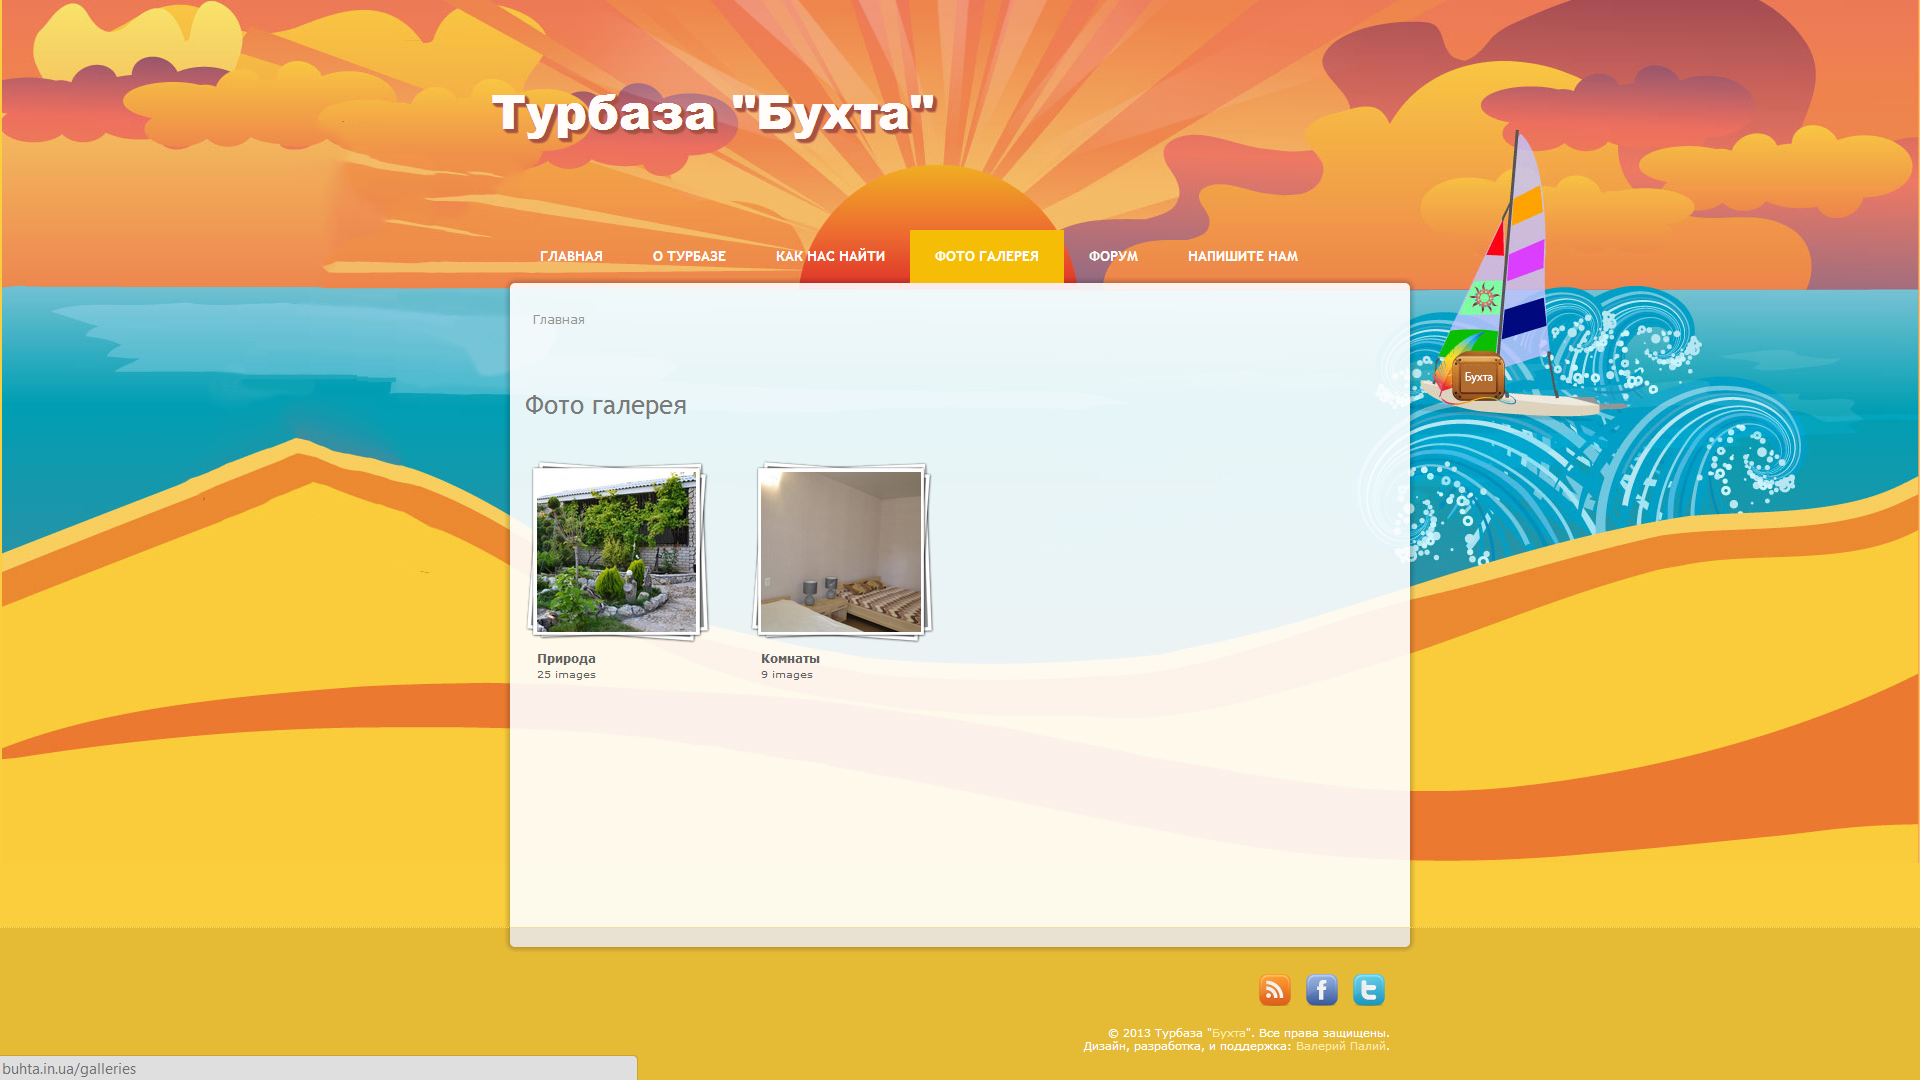 Турбаза "Бухта"
ГЛАВНАЯ
О ТУРБАЗЕ
КАК НАС НАЙТИ
ФОТО ГАЛЕРЕЯ
ФОРУМ
НАПИШИТЕ НАМ
Главная
Бухта
Фото галерея
Природа
25 images
Комнаты
9 images
© 2013 Турбаза "Бухта". Все права защищены.
Дизайн, разработка, и поддержка: Валерий Палий.
buhta.in.ua/galleries